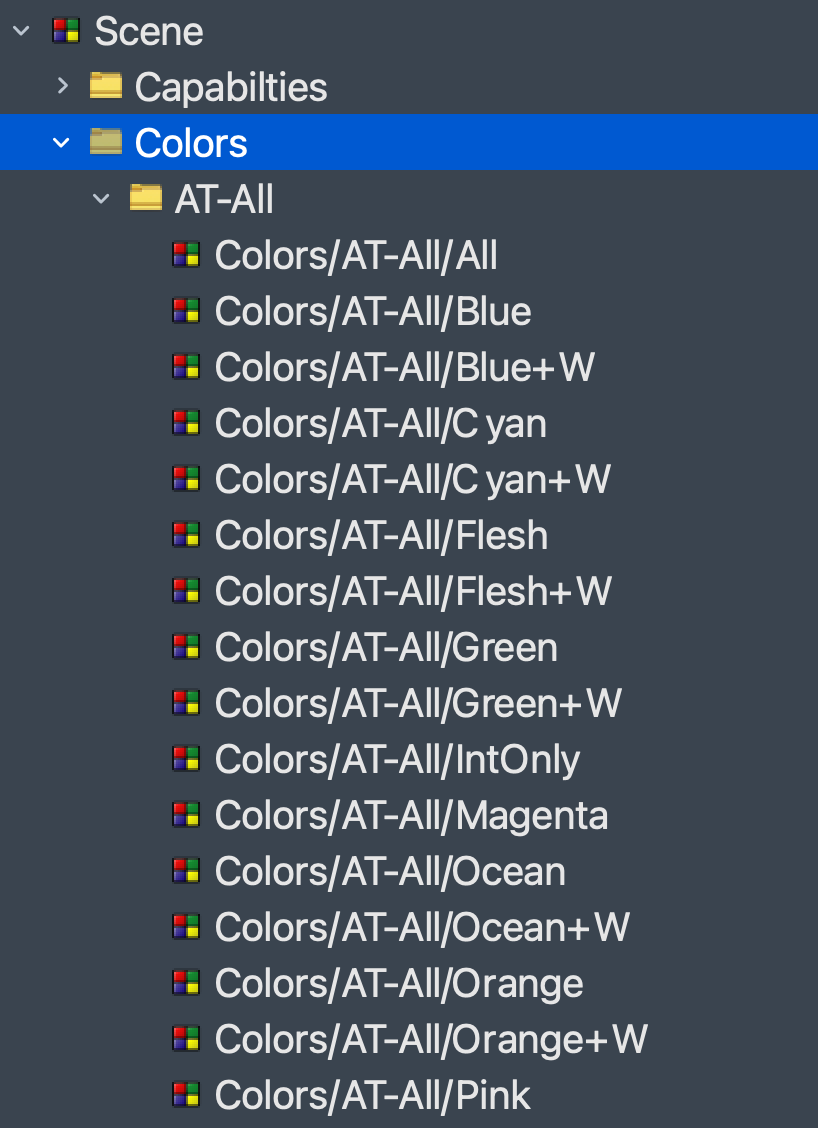 Scene
Capabilties
Colors
AT-All
Colors/AT-All/All
Colors/AT-All/Blue
Colors/AT-All/Blue+W
Colors/AT-All/Cyan
Colors/AT-All/Cyan+W
Colors/AT-All/Flesh
Colors/AT-All/Flesh+W
Colors/AT-All/Green
Colors/AT-All/Green+W
Colors/AT-All/IntOnly
Colors/AT-All/Magenta
Colors/AT-All/Ocean
Colors/AT-All/Ocean+W
Colors/AT-All/Orange
Colors/AT-All/Orange+W
Colors/AT-All/Pink